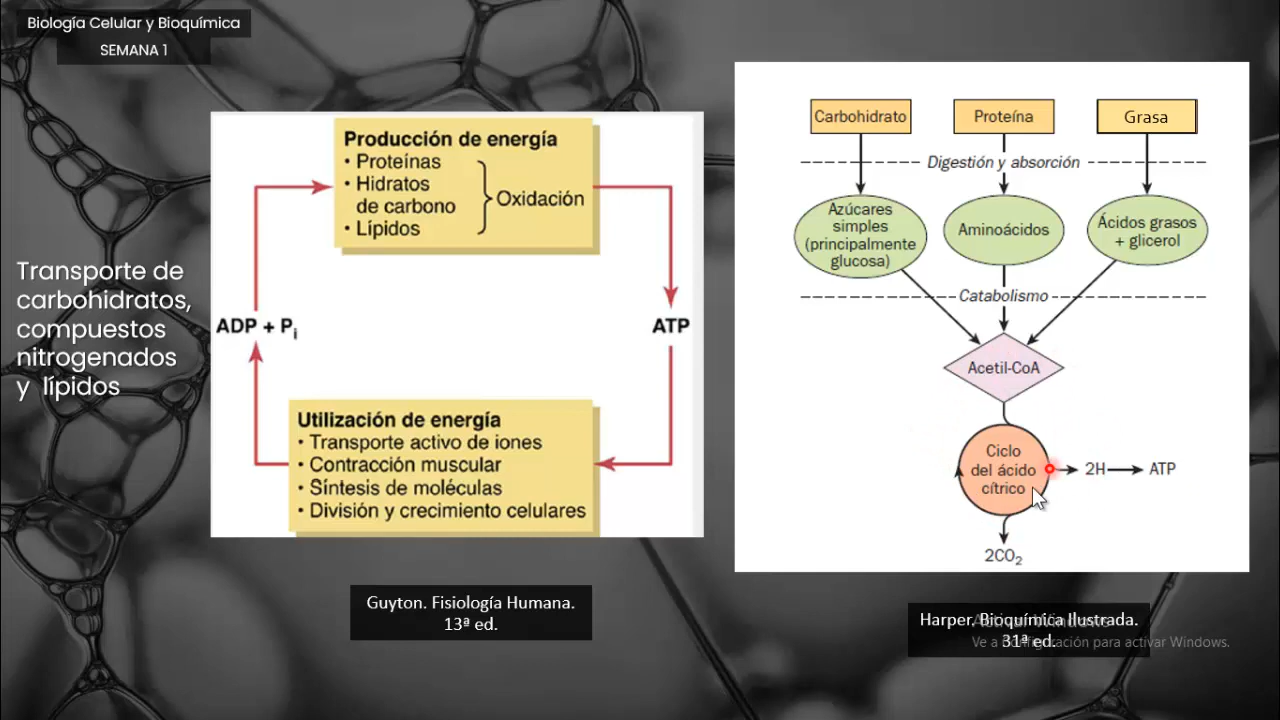 Biología Celular y Bioquímica
SEMANA 1
Transporte de
carbohidratos,
compuestos
nitrogenados
y lípidos
Producción de energía
• Proteínas
• Hidratos
de carbono
• Lípidos
Oxidación
ADP + Pi
ATP
Utilización de energía
• Transporte activo de iones
• Contracción muscular
• Síntesis de moléculas
• División y crecimiento celulares
Guyton. Fisiología Humana.
13ª ed.
Carbohidrato
Proteína
Grasa
Digestión y absorción
Azúcares
simples
(principalmente
glucosa)
Aminoácidos
Ácidos grasos
+ glicerol
Catabolismo
Acetil-CoA
Ciclo
del ácido
cítrico
2H
ATP
2CO₂
Harper. Bioquímica Ilustrada.
31ª ed.
Activar Windows
Ve a Configuración para activar Windows.